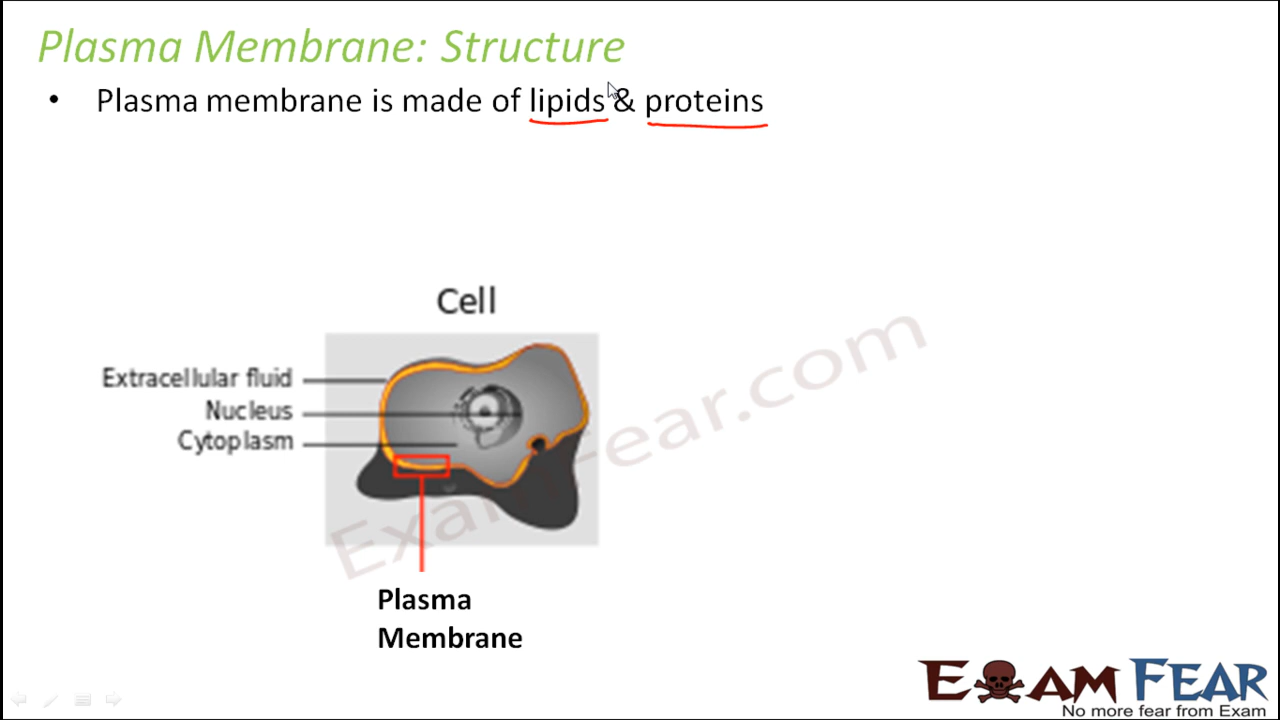 Plasma Membrane: Structure
• Plasma membrane is made of lipids & proteins
Cell
Extracellular fluid
Nucleus
Cytoplasm
Plasma
Membrane
ExamFear.com
EXAM FEAR
No more fear from Exam